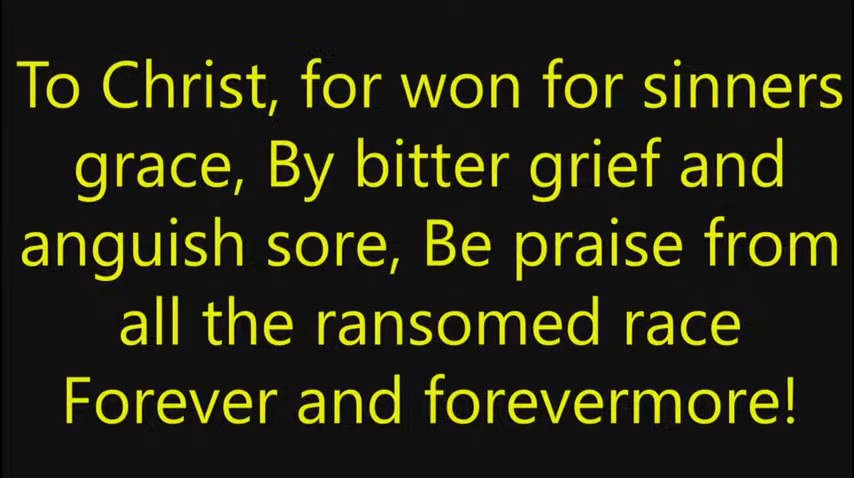 To Christ, for won for sinners
grace, By bitter grief and
anguish sore, Be praise from
all the ransomed race
Forever and forevermore!